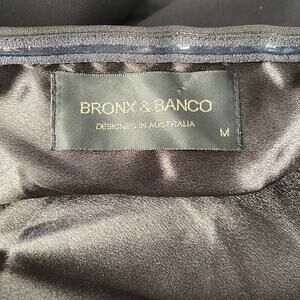 BRONX & BANCO
DESIGNED IN AUSTRALIA
M